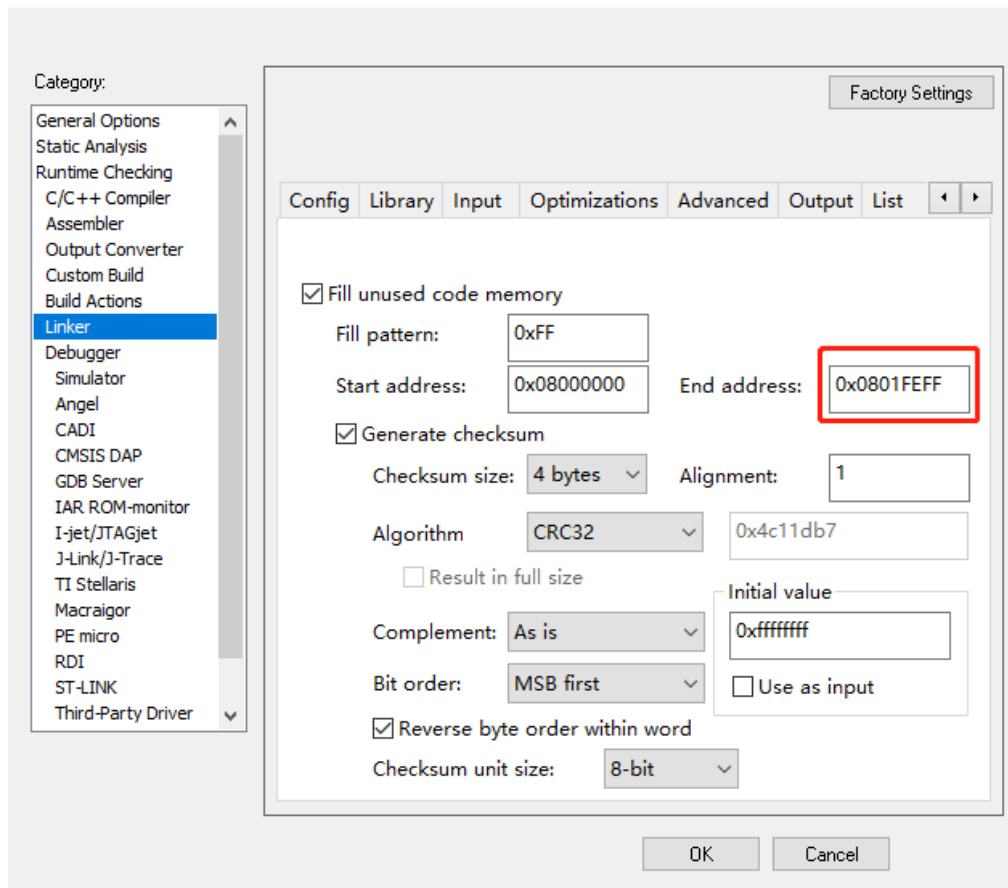 Category:
General Options
Static Analysis
Runtime Checking
C/C++ Compiler
Assembler
Output Converter
Custom Build
Build Actions
Linker
Debugger
Simulator
Angel
CADI
CMSIS DAP
GDB Server
IAR ROM-monitor
I-jet/JTAGjet
J-Link/J-Trace
TI Stellaris
Macraigor
PE micro
RDI
ST-LINK
Third-Party Driver
Factory Settings
Config Library Input Optimizations Advanced Output List
Fill unused code memory
Fill pattern: 0xFF
Start address: 0x08000000 End address: 0x0801FEFF
Generate checksum
Checksum size: 4 bytes Alignment: 1
Algorithm CRC32 0x4c11db7
Result in full size
Initial value
Complement: As is 0xffffffff
Bit order: MSB first Use as input
Reverse byte order within word
Checksum unit size: 8-bit
OK Cancel